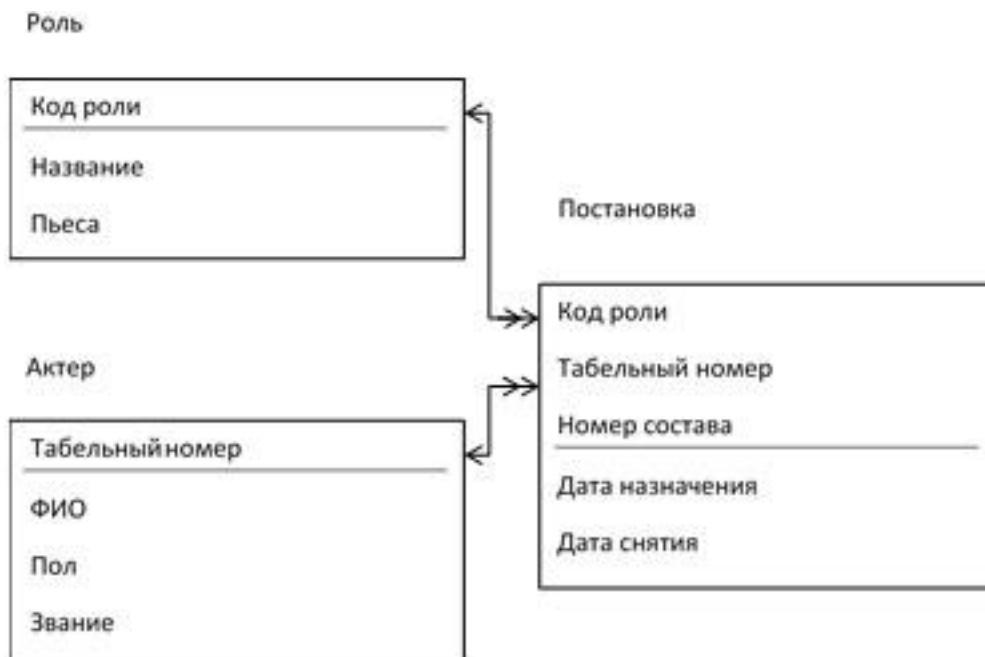 Роль
Код роли
Название
Пьеса
Постановка
Код роли
Табельный номер
Номер состава
Дата назначения
Дата снятия
Актер
Табельный номер
ФИО
Пол
Звание